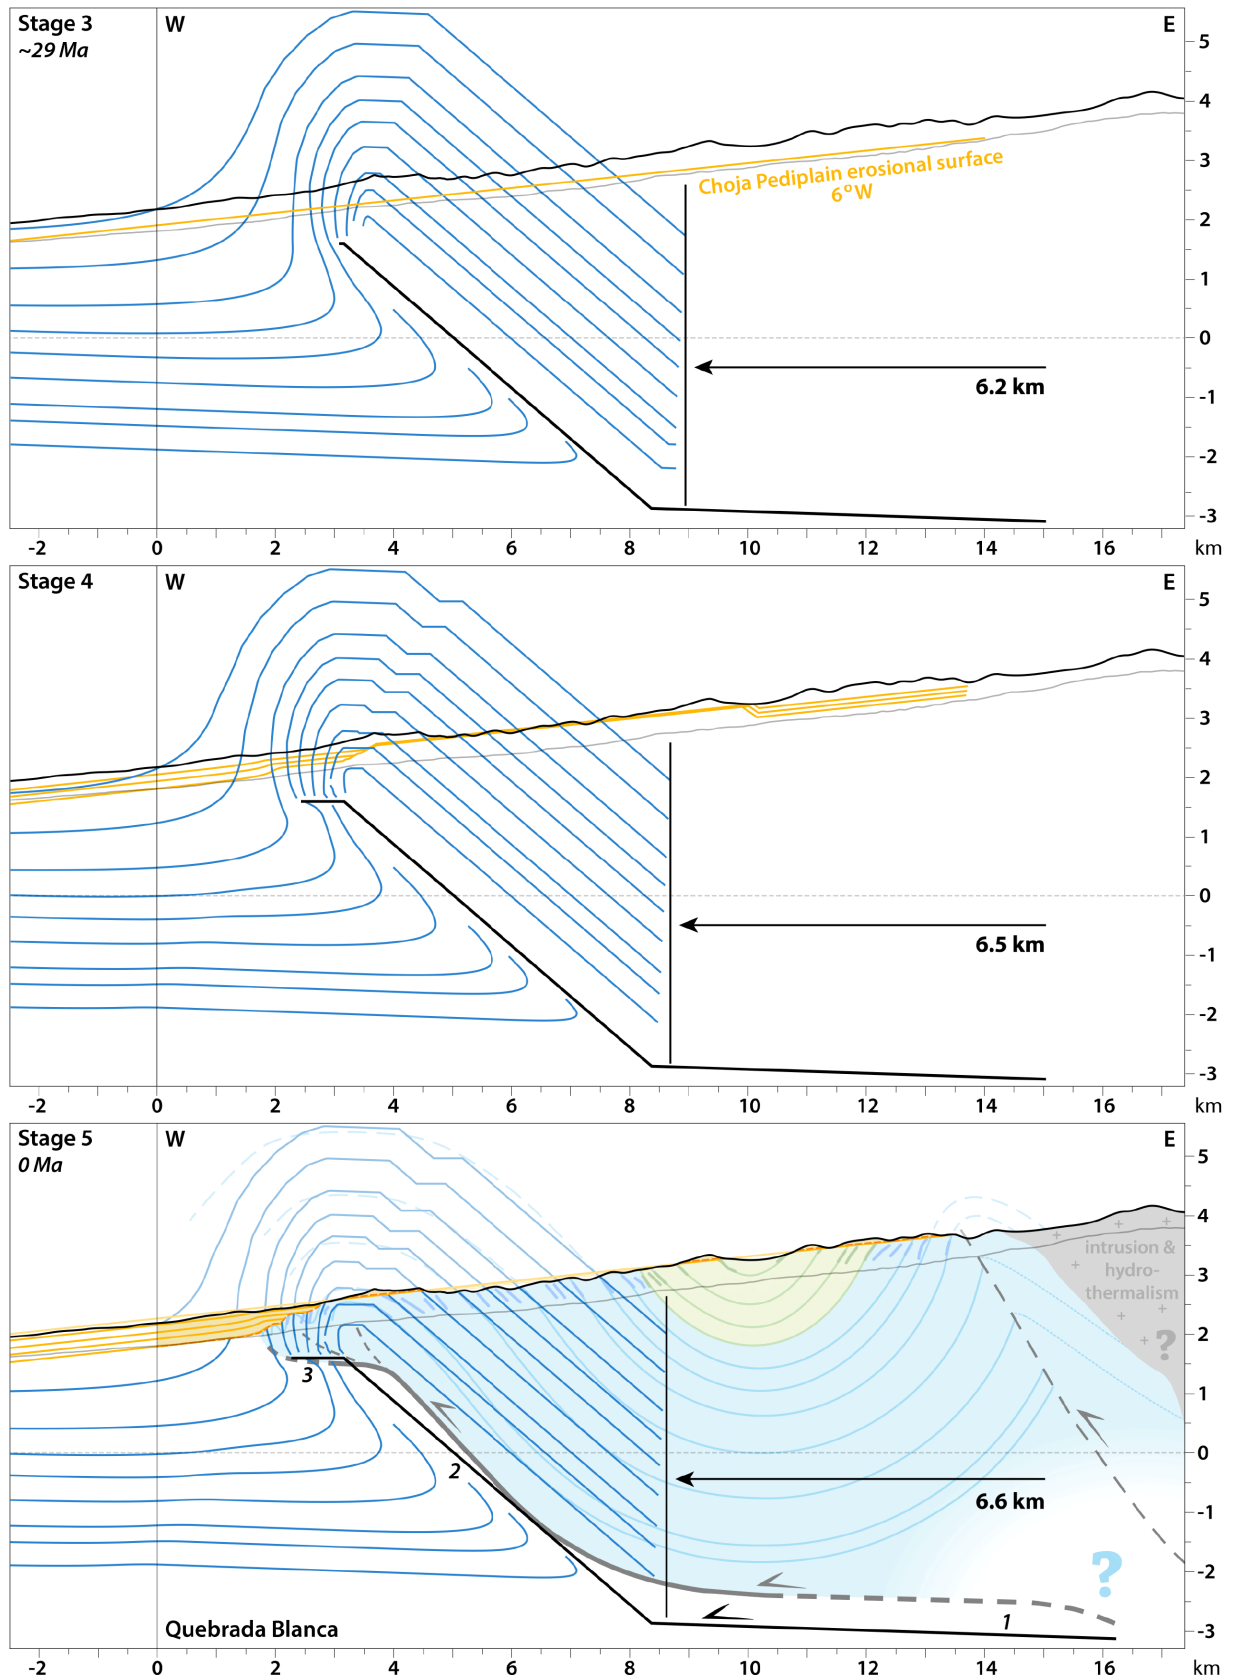 Stage 3
~29 Ma
W
E
5
4
3
2
1
0
-1
-2
-3
Choja Pediplain erosional surface
6°W
6.2 km
-2
0
2
4
6
8
10
12
14
16
km
Stage 4
W
E
5
4
3
2
1
0
-1
-2
-3
6.5 km
-2
0
2
4
6
8
10
12
14
16
km
Stage 5
0 Ma
W
E
5
4
3
2
1
0
-1
-2
-3
intrusion &
hydro-
thermalism
?
3
2
6.6 km
?
1
Quebrada Blanca
-2
0
2
4
6
8
10
12
14
16
km